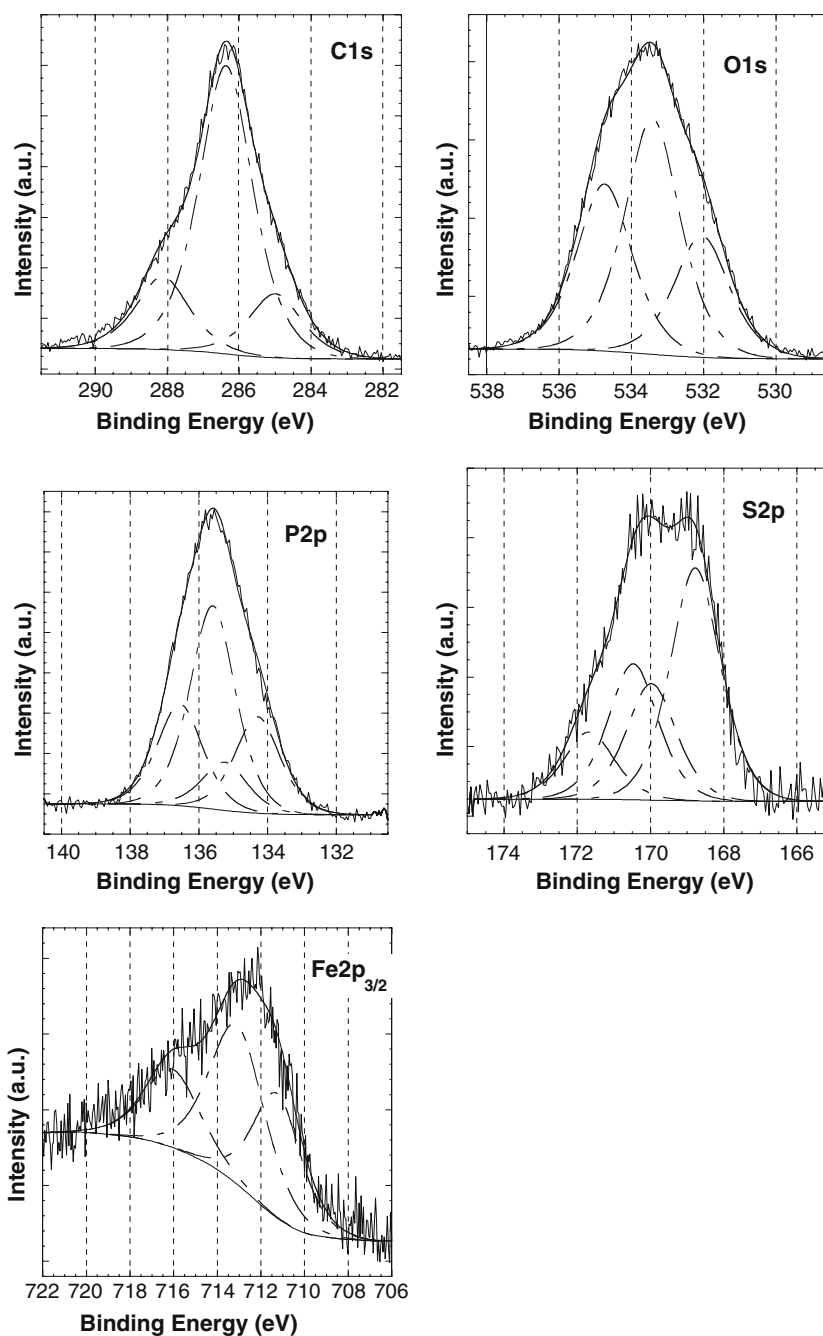 C1s
Intensity (a.u.)
290 288 286 284 282
Binding Energy (eV)
O1s
Intensity (a.u.)
538 536 534 532 530
Binding Energy (eV)
P2p
Intensity (a.u.)
140 138 136 134 132
Binding Energy (eV)
S2p
Intensity (a.u.)
174 172 170 168 166
Binding Energy (eV)
Fe2p3/2
Intensity (a.u.)
722 720 718 716 714 712 710 708 706
Binding Energy (eV)